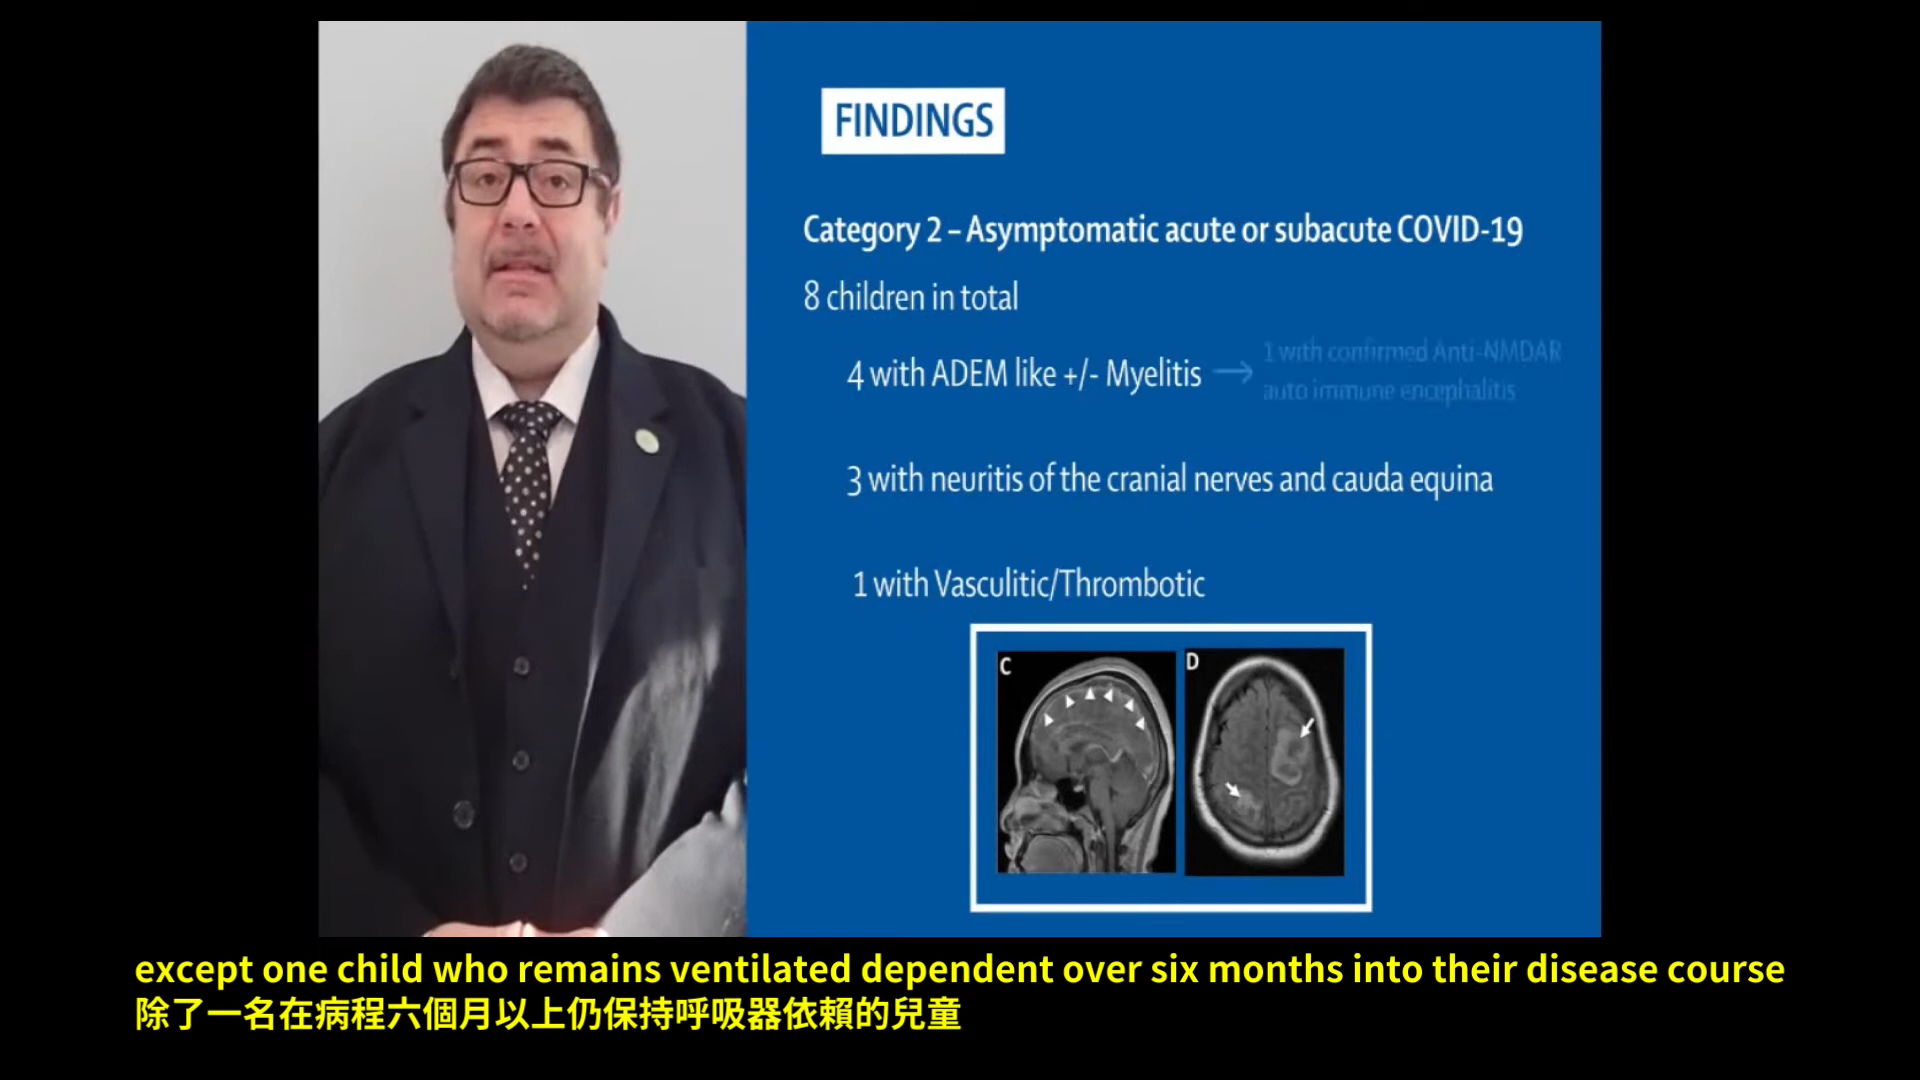 FINDINGS
Category 2 – Asymptomatic acute or subacute COVID-19
8 children in total
4 with ADEM like +/- Myelitis → 1 with confirmed Anti-NMDAR
auto immune encephalitis
3 with neuritis of the cranial nerves and cauda equina
1 with Vasculitic/Thrombotic
C
D
except one child who remains ventilated dependent over six months into their disease course
除了一名在病程六個月以上仍保持呼吸器依賴的兒童